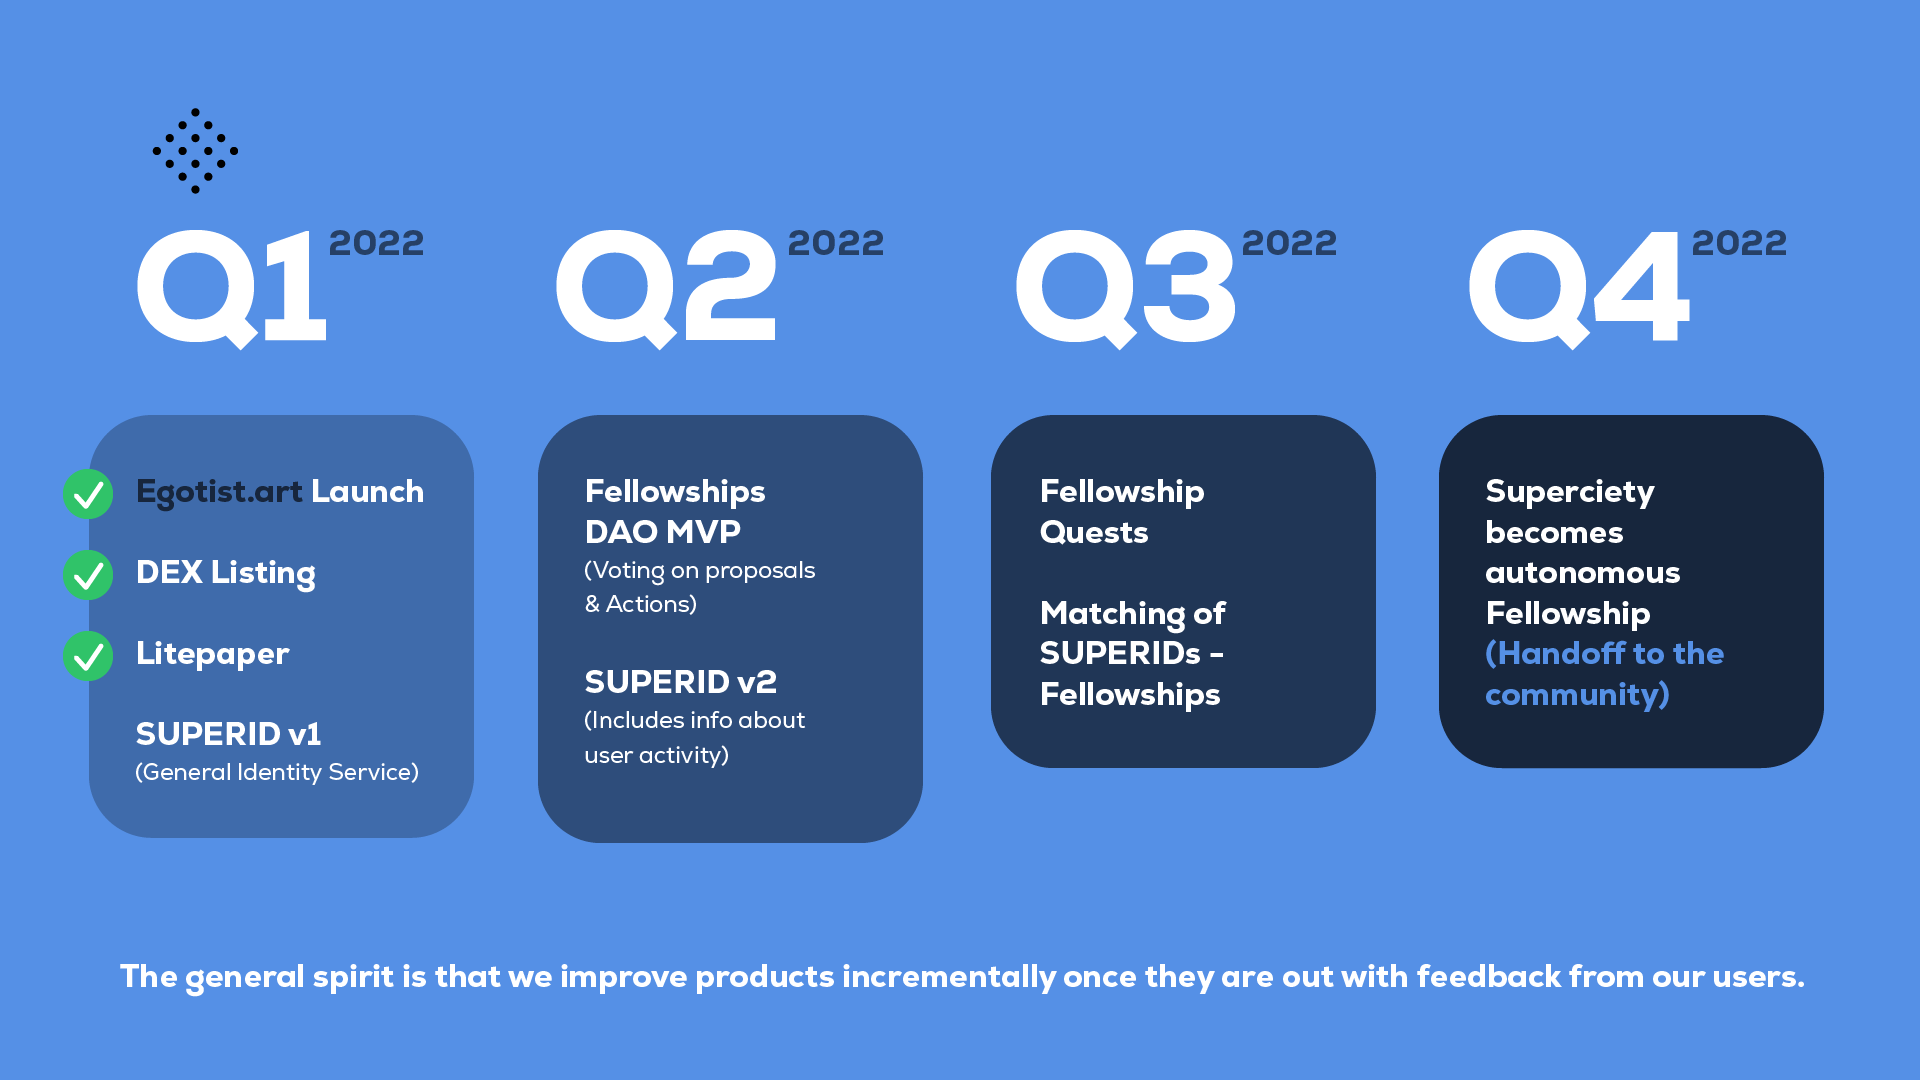 Q1 2022
Egotist.art Launch
DEX Listing
Litepaper
SUPERID v1
(General Identity Service)
Q2 2022
Fellowships
DAO MVP
(Voting on proposals
& Actions)
SUPERID v2
(Includes info about
user activity)
Q3 2022
Fellowship
Quests
Matching of
SUPERIDs -
Fellowships
Q4 2022
Superciety
becomes
autonomous
Fellowship
(Handoff to the
community)
The general spirit is that we improve products incrementally once they are out with feedback from our users.